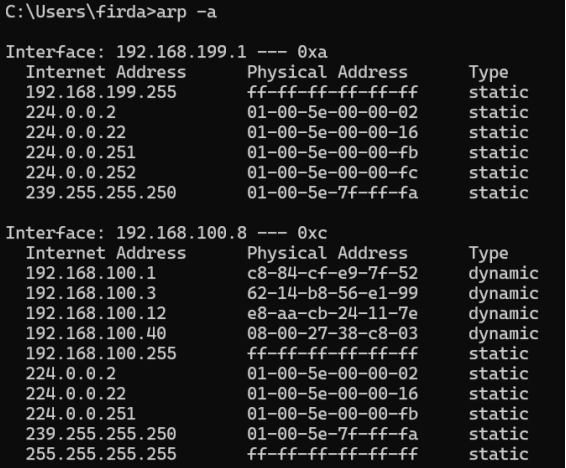 C:\Users\firda>arp -a
Interface: 192.168.199.1 --- 0xa
Internet Address Physical Address Type
192.168.199.255 ff-ff-ff-ff-ff-ff static
224.0.0.2 01-00-5e-00-00-02 static
224.0.0.22 01-00-5e-00-00-16 static
224.0.0.251 01-00-5e-00-00-fb static
224.0.0.252 01-00-5e-00-00-fc static
239.255.255.250 01-00-5e-7f-ff-fa static
Interface: 192.168.100.8 --- 0xc
Internet Address Physical Address Type
192.168.100.1 c8-84-cf-e9-7f-52 dynamic
192.168.100.3 62-14-b8-56-e1-99 dynamic
192.168.100.12 e8-aa-cb-24-11-7e dynamic
192.168.100.40 08-00-27-38-c8-03 dynamic
192.168.100.255 ff-ff-ff-ff-ff-ff static
224.0.0.2 01-00-5e-00-00-02 static
224.0.0.22 01-00-5e-00-00-16 static
224.0.0.251 01-00-5e-00-00-fb static
239.255.255.250 01-00-5e-7f-ff-fa static
255.255.255.255 ff-ff-ff-ff-ff-ff static